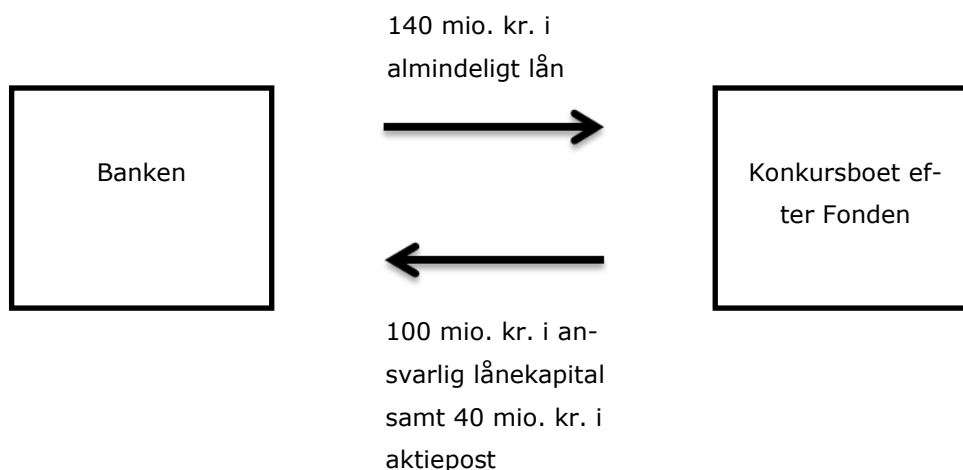 140 mio. kr. i
almindeligt lån
Banken
Konkursboet ef-
ter Fonden
100 mio. kr. i an-
svarlig lånekapital
samt 40 mio. kr. i
aktiepost